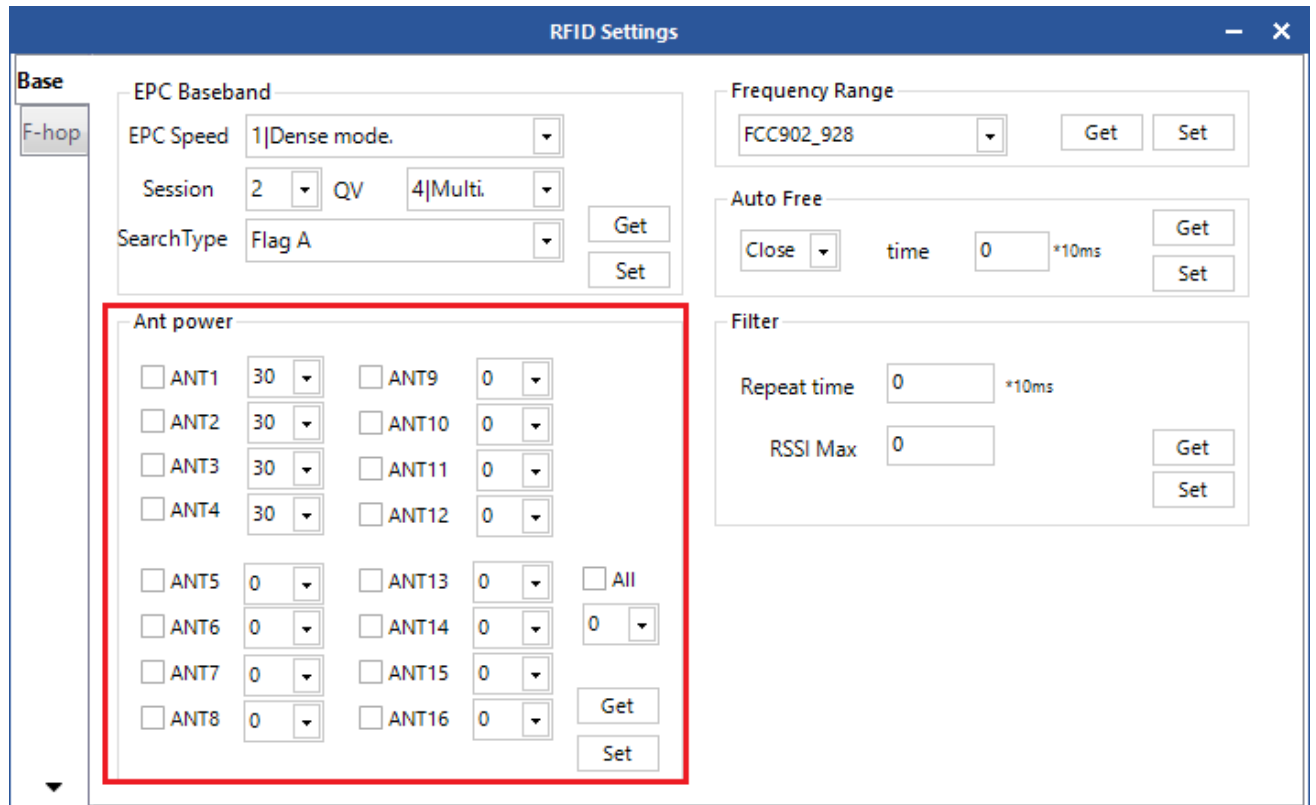 RFID Settings
Base
F-hop
EPC Baseband
EPC Speed 1|Dense mode.
Session 2 QV 4|Multi.
SearchType Flag A
Get
Set
Frequency Range
FCC902_928 Get Set
Auto Free
Close time 0 *10ms
Get
Set
Ant power
ANT1 30 ANT9 0
ANT2 30 ANT10 0
ANT3 30 ANT11 0
ANT4 30 ANT12 0
ANT5 0 ANT13 0 All
ANT6 0 ANT14 0 0
ANT7 0 ANT15 0
ANT8 0 ANT16 0
Get
Set
Filter
Repeat time 0 *10ms
RSSI Max 0
Get
Set